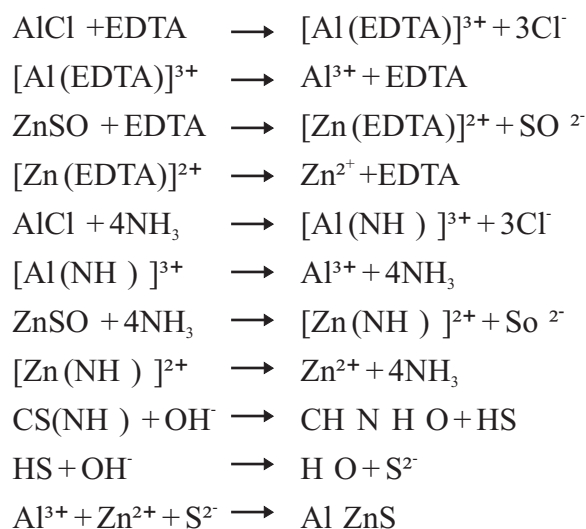 AlCl +EDTA → [Al(EDTA)]³⁺ + 3Cl⁻
[Al(EDTA)]³⁺ → Al³⁺ + EDTA
ZnSO + EDTA → [Zn(EDTA)]²⁺ + SO ²⁻
[Zn(EDTA)]²⁺ → Zn²⁺ +EDTA
AlCl + 4NH₃ → [Al(NH ) ]³⁺ + 3Cl⁻
[Al(NH ) ]³⁺ → Al³⁺ + 4NH₃
ZnSO + 4NH₃ → [Zn(NH ) ]²⁺ + So ²⁻
[Zn(NH ) ]²⁺ → Zn²⁺ + 4NH₃
CS(NH ) + OH⁻ → CH N H O + HS
HS + OH⁻ → H O + S²⁻
Al³⁺ + Zn²⁺ + S²⁻ → Al ZnS